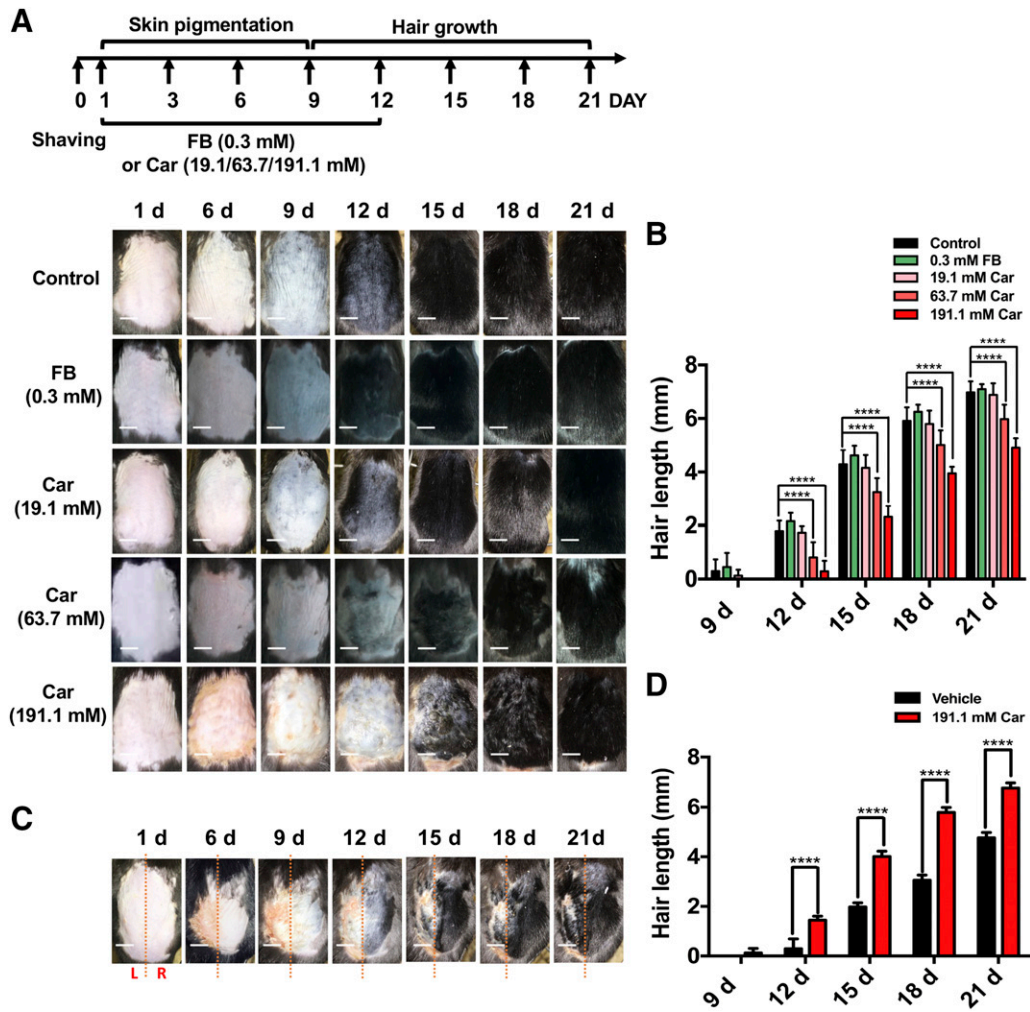 A
Skin pigmentation
Hair growth
0 1 3 6 9 12 15 18 21 DAY
Shaving
FB (0.3 mM)
or Car (19.1/63.7/191.1 mM)
1 d 6 d 9 d 12 d 15 d 18 d 21 d
Control
FB
(0.3 mM)
Car
(19.1 mM)
Car
(63.7 mM)
Car
(191.1 mM)
B
Control
0.3 mM FB
19.1 mM Car
63.7 mM Car
191.1 mM Car
Hair length (mm)
8
6
4
2
0
****
****
****
****
****
****
****
****
9 d 12 d 15 d 18 d 21 d
C
1 d 6 d 9 d 12 d 15 d 18 d 21 d
L R
D
Vehicle
191.1 mM Car
Hair length (mm)
8
6
4
2
0
****
****
****
****
9 d 12 d 15 d 18 d 21 d